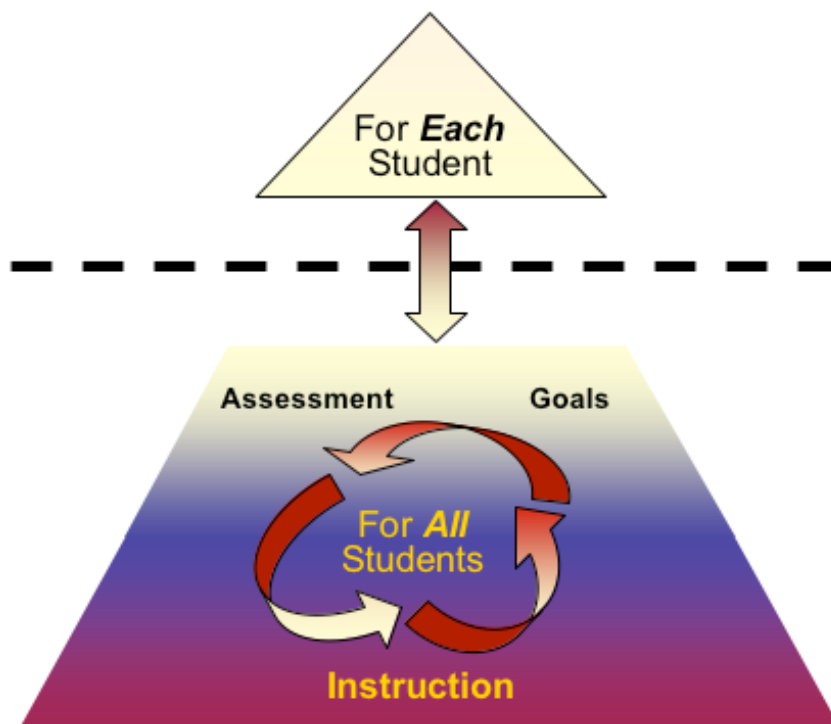 For Each
Student
Assessment
Goals
For All
Students
Instruction